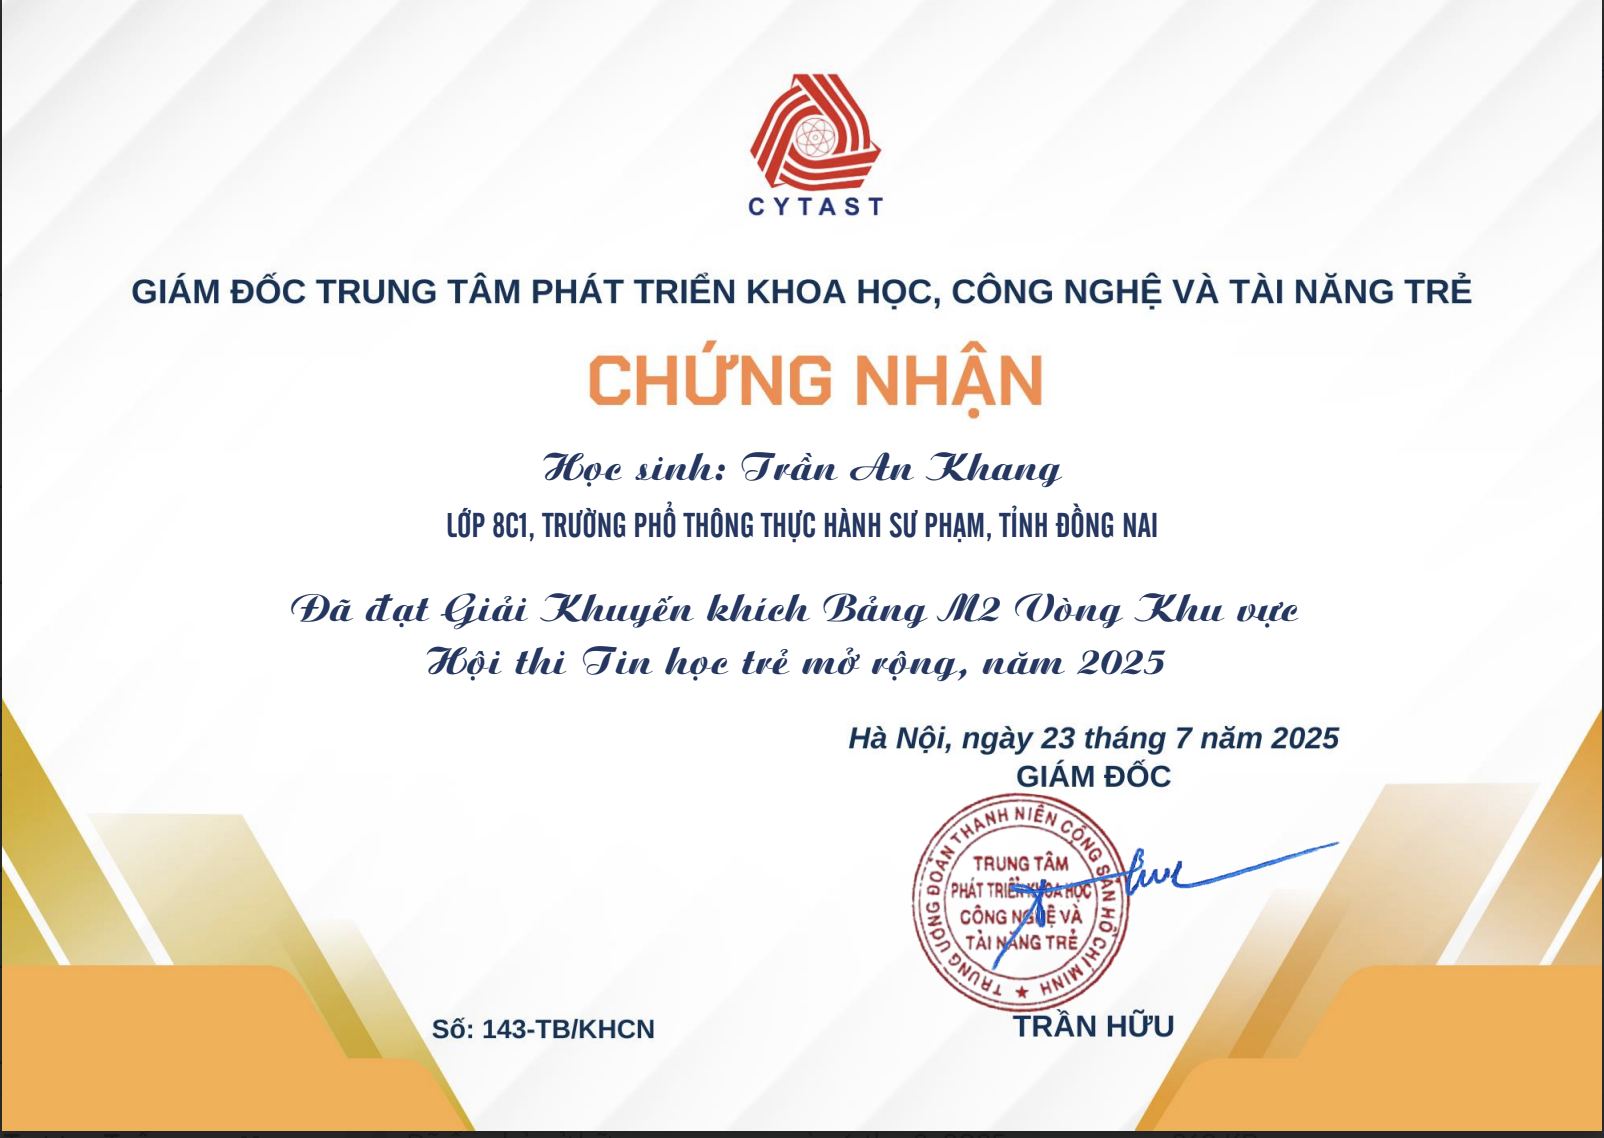 CYTAST
GIÁM ĐỐC TRUNG TÂM PHÁT TRIỂN KHOA HỌC, CÔNG NGHỆ VÀ TÀI NĂNG TRẺ
CHỨNG NHẬN
Học sinh: Trần An Khang
LỚP 8C1, TRƯỜNG PHỔ THÔNG THỰC HÀNH SƯ PHẠM, TỈNH ĐỒNG NAI
Đã đạt Giải Khuyến khích Bảng M2 Vòng Khu vực
Hội thi Tin học trẻ mở rộng, năm 2025
Hà Nội, ngày 23 tháng 7 năm 2025
GIÁM ĐỐC
TRUNG ƯƠNG ĐOÀN THANH NIÊN CỘNG SẢN HỒ CHÍ MINH
TRUNG TÂM
PHÁT TRIỂN KHOA HỌC
CÔNG NGHỆ VÀ
TÀI NĂNG TRẺ
Số: 143-TB/KHCN
TRẦN HỮU